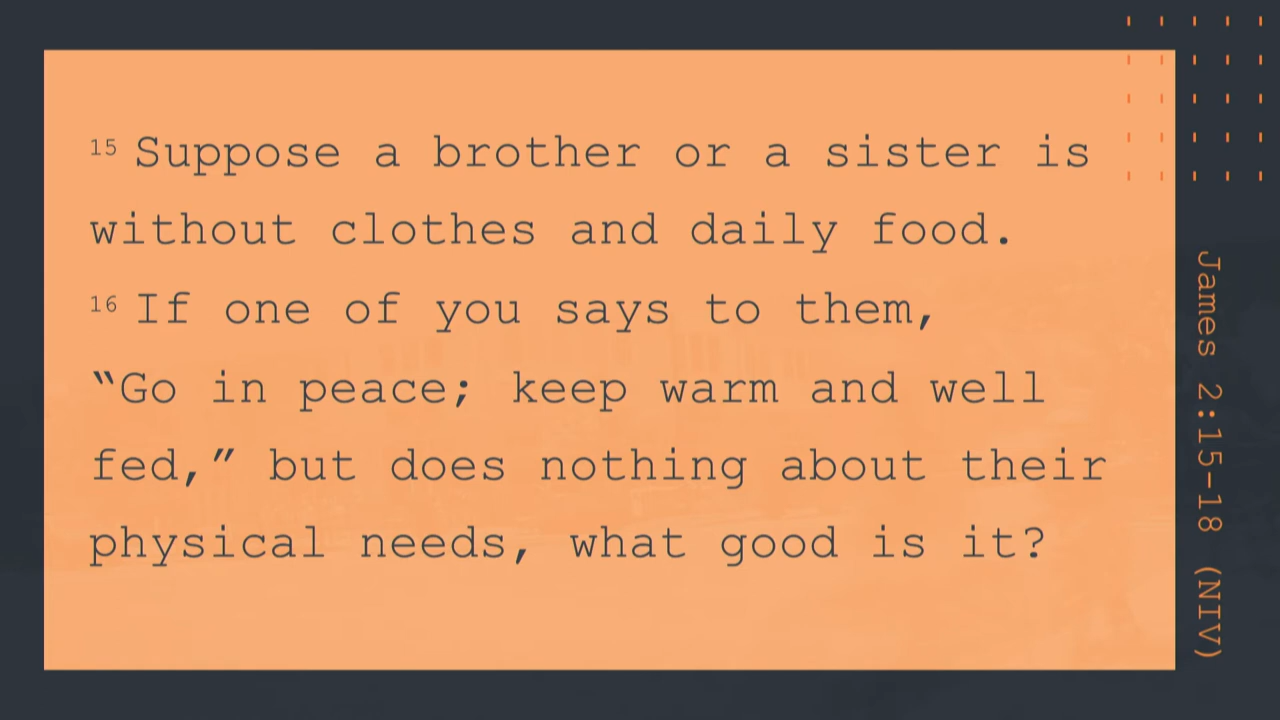 15 Suppose a brother or a sister is
without clothes and daily food.
16 If one of you says to them,
“Go in peace; keep warm and well
fed,” but does nothing about their
physical needs, what good is it?
James 2:15-18 (NIV)